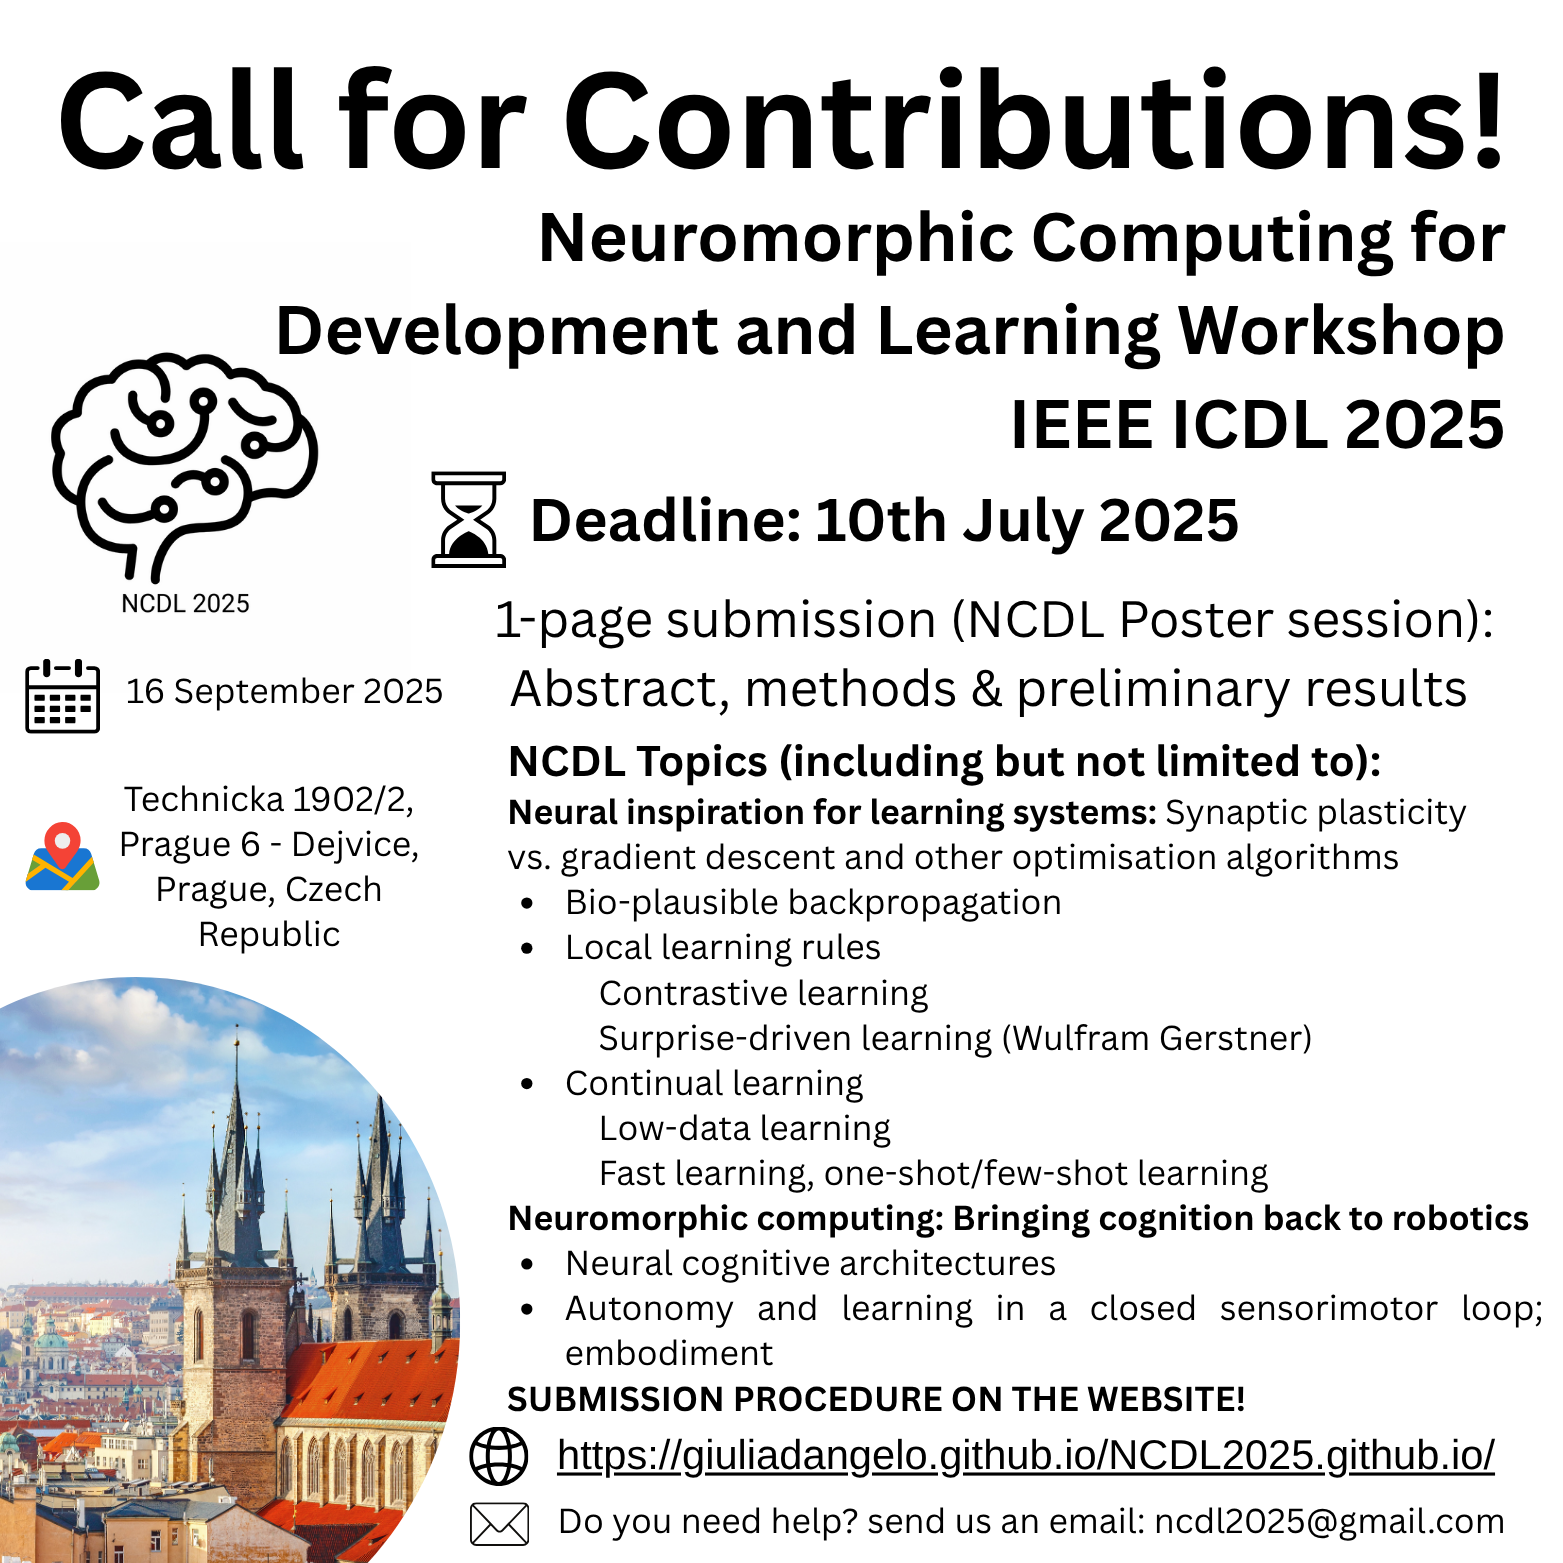 Call for Contributions!
Neuromorphic Computing for
Development and Learning Workshop
IEEE ICDL 2025
NCDL 2025
Deadline: 10th July 2025
1-page submission (NCDL Poster session):
Abstract, methods & preliminary results
16 September 2025
Technicka 1902/2,
Prague 6 - Dejvice,
Prague, Czech
Republic
NCDL Topics (including but not limited to):
Neural inspiration for learning systems: Synaptic plasticity
vs. gradient descent and other optimisation algorithms
• Bio-plausible backpropagation
• Local learning rules
Contrastive learning
Surprise-driven learning (Wulfram Gerstner)
• Continual learning
Low-data learning
Fast learning, one-shot/few-shot learning
Neuromorphic computing: Bringing cognition back to robotics
• Neural cognitive architectures
• Autonomy and learning in a closed sensorimotor loop;
embodiment
SUBMISSION PROCEDURE ON THE WEBSITE!
https://giuliadangelo.github.io/NCDL2025.github.io/
Do you need help? send us an email: ncdl2025@gmail.com